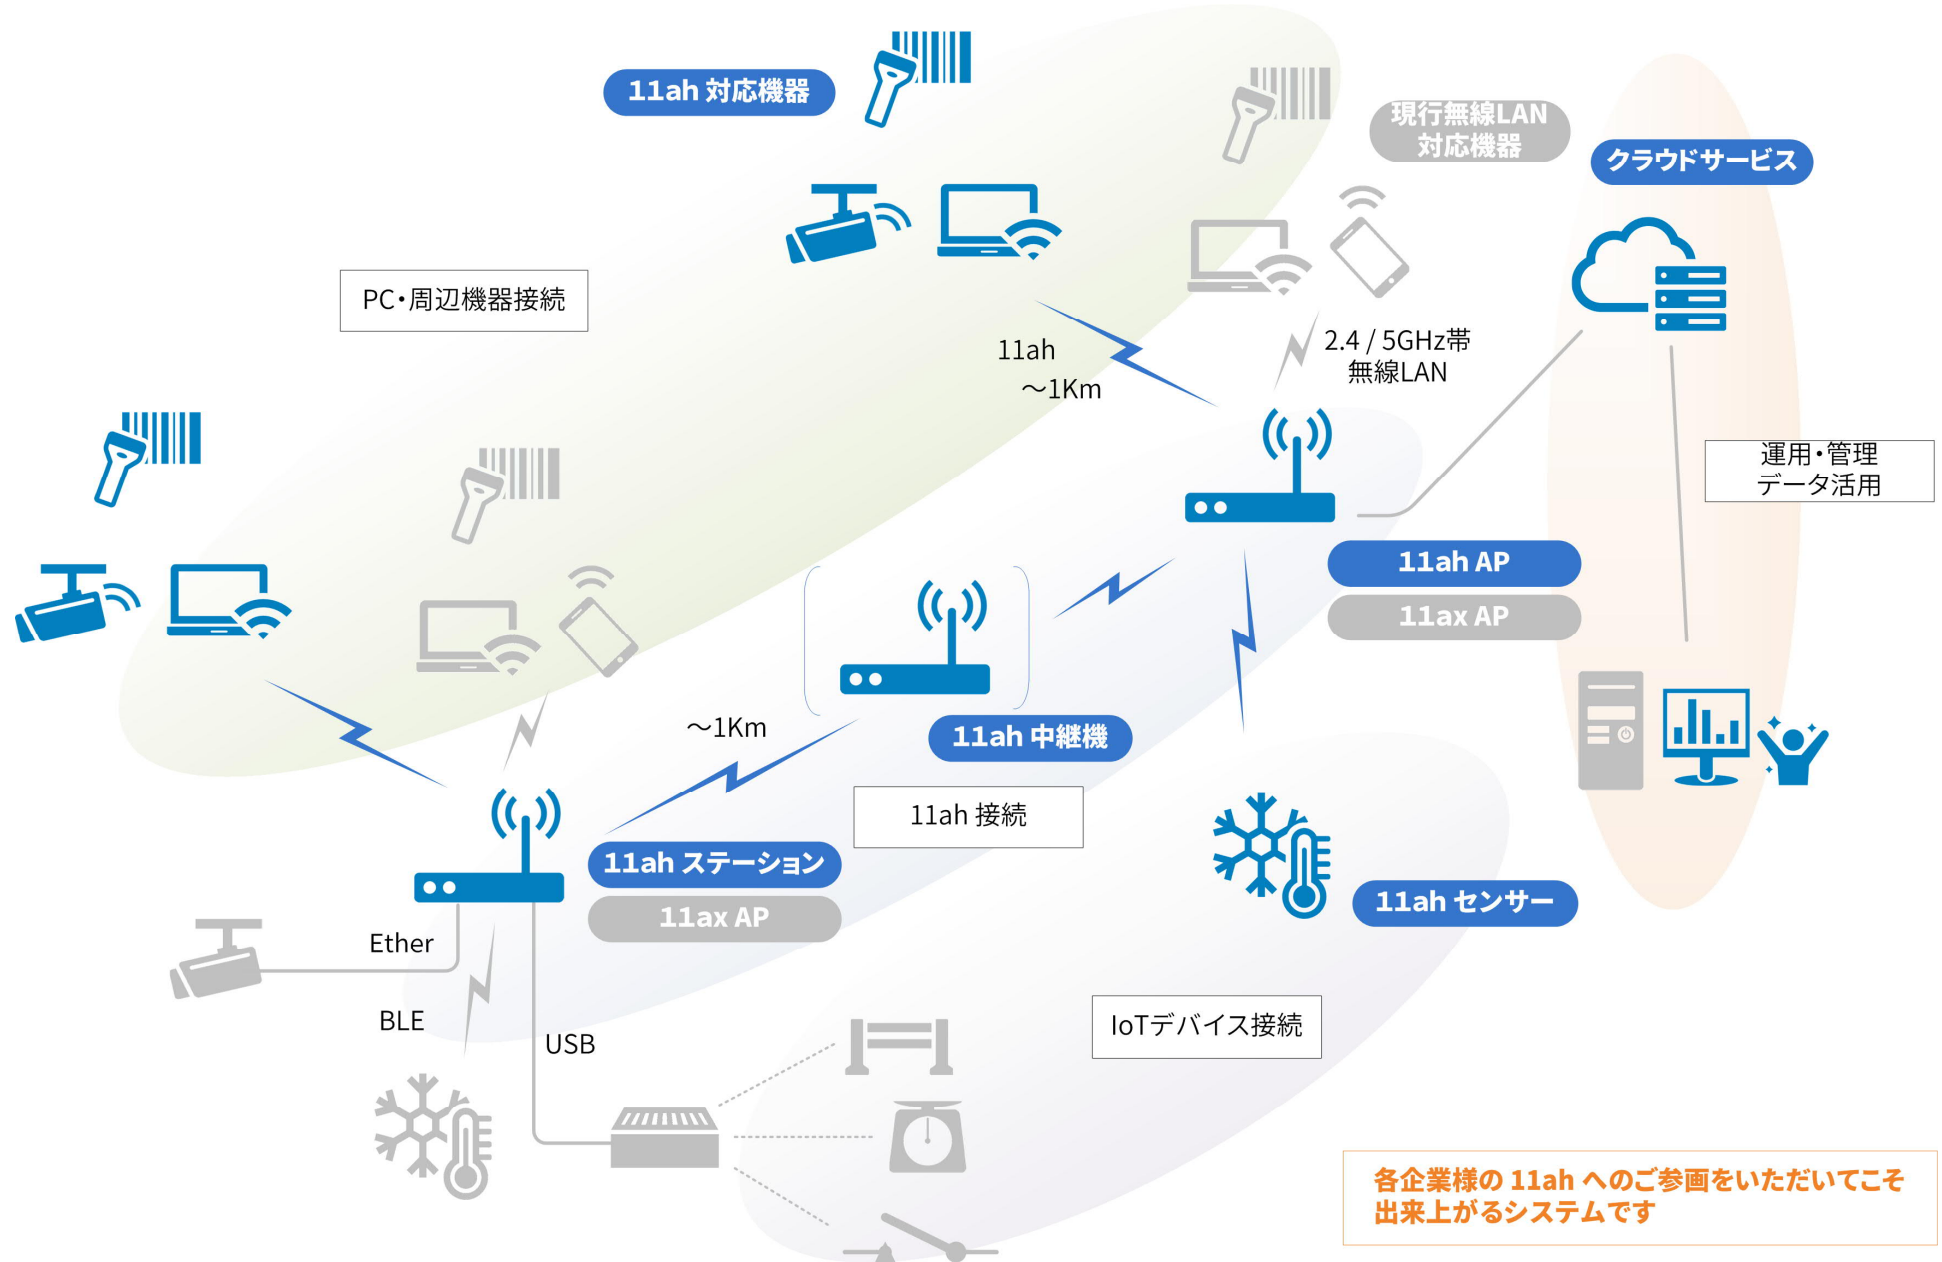 11ah 対応機器
現行無線LAN
対応機器
クラウドサービス
PC・周辺機器接続
11ah
～1Km
2.4 / 5GHz帯
無線LAN
運用・管理
データ活用
11ah AP
11ax AP
～1Km
11ah 中継機
11ah 接続
11ah ステーション
11ax AP
11ah センサー
Ether
BLE
USB
IoTデバイス接続
各企業様の 11ah へのご参画をいただいてこそ
出来上がるシステムです